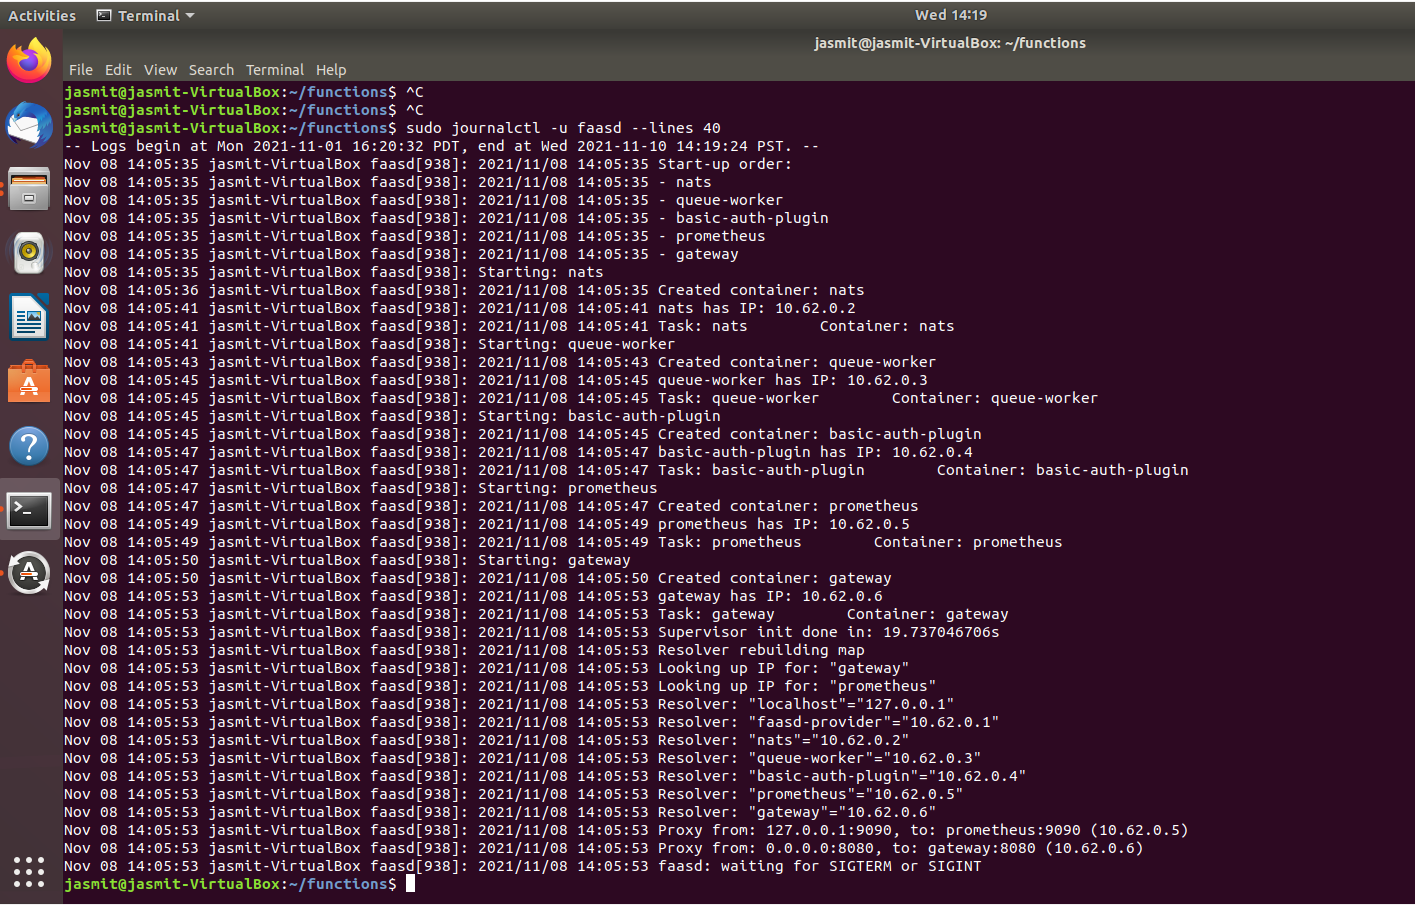 Activities Terminal Wed 14:19
jasmit@jasmit-VirtualBox: ~/functions
File Edit View Search Terminal Help
jasmit@jasmit-VirtualBox:~/functions$ ^C
jasmit@jasmit-VirtualBox:~/functions$ ^C
jasmit@jasmit-VirtualBox:~/functions$ sudo journalctl -u faasd --lines 40
-- Logs begin at Mon 2021-11-01 16:20:32 PDT, end at Wed 2021-11-10 14:19:24 PST. --
Nov 08 14:05:35 jasmit-VirtualBox faasd[938]: 2021/11/08 14:05:35 Start-up order:
Nov 08 14:05:35 jasmit-VirtualBox faasd[938]: 2021/11/08 14:05:35 - nats
Nov 08 14:05:35 jasmit-VirtualBox faasd[938]: 2021/11/08 14:05:35 - queue-worker
Nov 08 14:05:35 jasmit-VirtualBox faasd[938]: 2021/11/08 14:05:35 - basic-auth-plugin
Nov 08 14:05:35 jasmit-VirtualBox faasd[938]: 2021/11/08 14:05:35 - prometheus
Nov 08 14:05:35 jasmit-VirtualBox faasd[938]: 2021/11/08 14:05:35 - gateway
Nov 08 14:05:35 jasmit-VirtualBox faasd[938]: Starting: nats
Nov 08 14:05:36 jasmit-VirtualBox faasd[938]: 2021/11/08 14:05:35 Created container: nats
Nov 08 14:05:41 jasmit-VirtualBox faasd[938]: 2021/11/08 14:05:41 nats has IP: 10.62.0.2
Nov 08 14:05:41 jasmit-VirtualBox faasd[938]: 2021/11/08 14:05:41 Task: nats        Container: nats
Nov 08 14:05:41 jasmit-VirtualBox faasd[938]: Starting: queue-worker
Nov 08 14:05:43 jasmit-VirtualBox faasd[938]: 2021/11/08 14:05:43 Created container: queue-worker
Nov 08 14:05:45 jasmit-VirtualBox faasd[938]: 2021/11/08 14:05:45 queue-worker has IP: 10.62.0.3
Nov 08 14:05:45 jasmit-VirtualBox faasd[938]: 2021/11/08 14:05:45 Task: queue-worker        Container: queue-worker
Nov 08 14:05:45 jasmit-VirtualBox faasd[938]: Starting: basic-auth-plugin
Nov 08 14:05:45 jasmit-VirtualBox faasd[938]: 2021/11/08 14:05:45 Created container: basic-auth-plugin
Nov 08 14:05:47 jasmit-VirtualBox faasd[938]: 2021/11/08 14:05:47 basic-auth-plugin has IP: 10.62.0.4
Nov 08 14:05:47 jasmit-VirtualBox faasd[938]: 2021/11/08 14:05:47 Task: basic-auth-plugin        Container: basic-auth-plugin
Nov 08 14:05:47 jasmit-VirtualBox faasd[938]: Starting: prometheus
Nov 08 14:05:47 jasmit-VirtualBox faasd[938]: 2021/11/08 14:05:47 Created container: prometheus
Nov 08 14:05:49 jasmit-VirtualBox faasd[938]: 2021/11/08 14:05:49 prometheus has IP: 10.62.0.5
Nov 08 14:05:49 jasmit-VirtualBox faasd[938]: 2021/11/08 14:05:49 Task: prometheus        Container: prometheus
Nov 08 14:05:50 jasmit-VirtualBox faasd[938]: Starting: gateway
Nov 08 14:05:50 jasmit-VirtualBox faasd[938]: 2021/11/08 14:05:50 Created container: gateway
Nov 08 14:05:53 jasmit-VirtualBox faasd[938]: 2021/11/08 14:05:53 gateway has IP: 10.62.0.6
Nov 08 14:05:53 jasmit-VirtualBox faasd[938]: 2021/11/08 14:05:53 Task: gateway        Container: gateway
Nov 08 14:05:53 jasmit-VirtualBox faasd[938]: 2021/11/08 14:05:53 Supervisor init done in: 19.737046706s
Nov 08 14:05:53 jasmit-VirtualBox faasd[938]: 2021/11/08 14:05:53 Resolver rebuilding map
Nov 08 14:05:53 jasmit-VirtualBox faasd[938]: 2021/11/08 14:05:53 Looking up IP for: "gateway"
Nov 08 14:05:53 jasmit-VirtualBox faasd[938]: 2021/11/08 14:05:53 Looking up IP for: "prometheus"
Nov 08 14:05:53 jasmit-VirtualBox faasd[938]: 2021/11/08 14:05:53 Resolver: "localhost"="127.0.0.1"
Nov 08 14:05:53 jasmit-VirtualBox faasd[938]: 2021/11/08 14:05:53 Resolver: "faasd-provider"="10.62.0.1"
Nov 08 14:05:53 jasmit-VirtualBox faasd[938]: 2021/11/08 14:05:53 Resolver: "nats"="10.62.0.2"
Nov 08 14:05:53 jasmit-VirtualBox faasd[938]: 2021/11/08 14:05:53 Resolver: "queue-worker"="10.62.0.3"
Nov 08 14:05:53 jasmit-VirtualBox faasd[938]: 2021/11/08 14:05:53 Resolver: "basic-auth-plugin"="10.62.0.4"
Nov 08 14:05:53 jasmit-VirtualBox faasd[938]: 2021/11/08 14:05:53 Resolver: "prometheus"="10.62.0.5"
Nov 08 14:05:53 jasmit-VirtualBox faasd[938]: 2021/11/08 14:05:53 Resolver: "gateway"="10.62.0.6"
Nov 08 14:05:53 jasmit-VirtualBox faasd[938]: 2021/11/08 14:05:53 Proxy from: 127.0.0.1:9090, to: prometheus:9090 (10.62.0.5)
Nov 08 14:05:53 jasmit-VirtualBox faasd[938]: 2021/11/08 14:05:53 Proxy from: 0.0.0.0:8080, to: gateway:8080 (10.62.0.6)
Nov 08 14:05:53 jasmit-VirtualBox faasd[938]: 2021/11/08 14:05:53 faasd: waiting for SIGTERM or SIGINT
jasmit@jasmit-VirtualBox:~/functions$